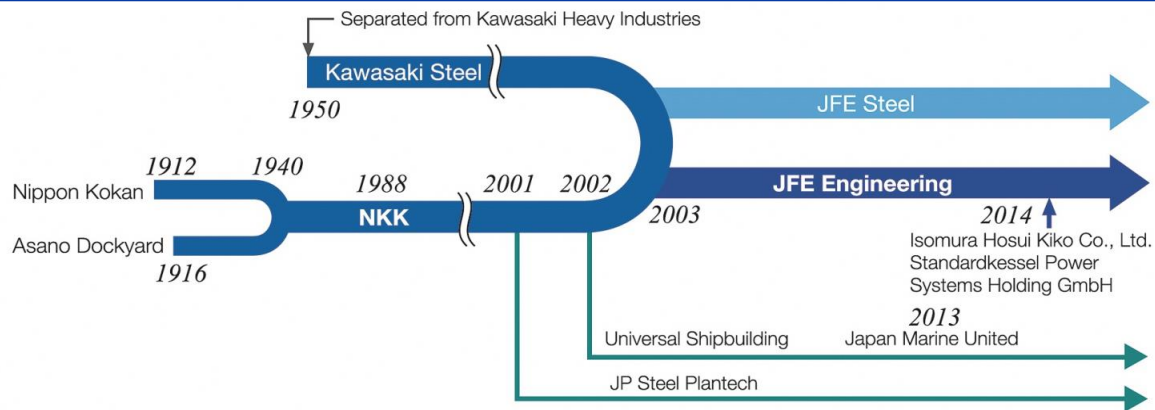 Separated from Kawasaki Heavy Industries
Kawasaki Steel
1950
JFE Steel
1912
1940
1988
2001
2002
Nippon Kokan
NKK
JFE Engineering
Asano Dockyard
1916
2003
2014
Isomura Hosui Kiko Co., Ltd.
Standardkessel Power
Systems Holding GmbH
2013
Universal Shipbuilding
Japan Marine United
JP Steel Plantech